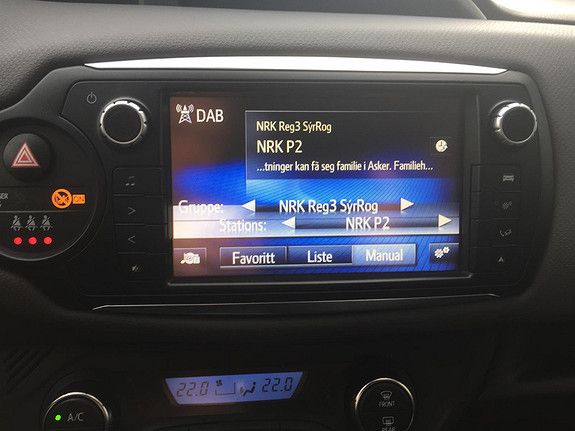 DAB
NRK Reg3 SýrRog
NRK P2
...tninger kan få seg familie i Asker. Familieh...
Gruppe: NRK Reg3 SýrRog
Stations: NRK P2
Favoritt Liste Manual
22.0 22.0
A/C
FRONT
REAR